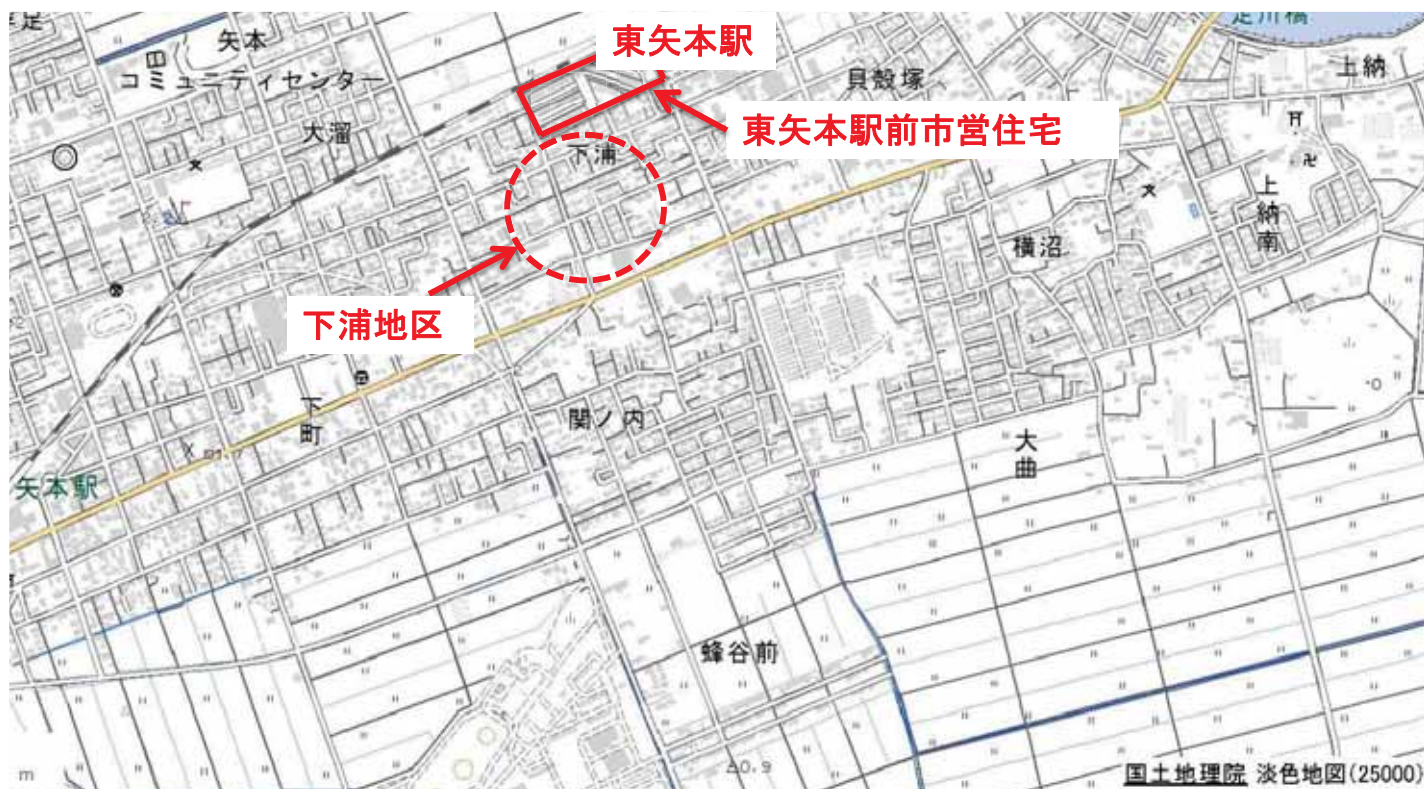 東矢本駅
東矢本駅前市営住宅
下浦地区
矢本
コミュニティセンター
大溜
下浦
貝殻塚
定川橋
上納
上納南
横沼
大曲
関ノ内
下町
矢本駅
蜂谷前
国土地理院 淡色地図(25000)